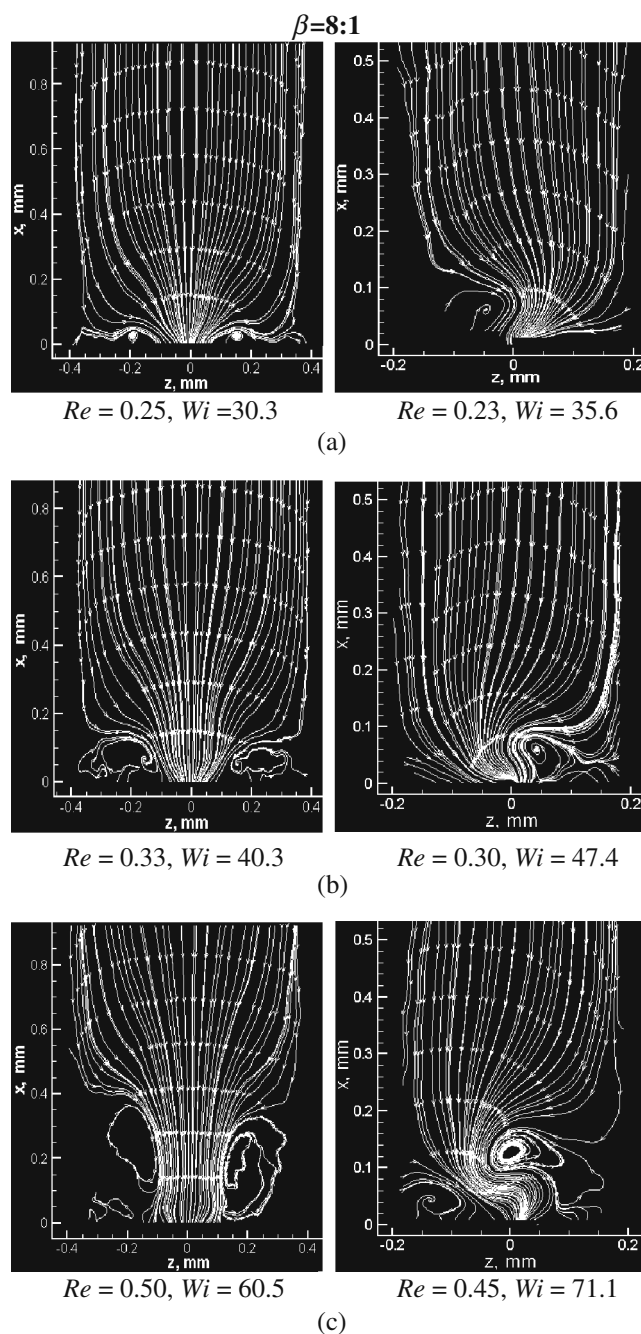 β=8:1
x, mm
0.8
0.6
0.4
0.2
0
-0.4 -0.2 0 0.2 0.4
z, mm
x, mm
0.5
0.4
0.3
0.2
0.1
0
-0.2 0 0.2
z, mm
Re = 0.25, Wi =30.3
Re = 0.23, Wi = 35.6
(a)
x, mm
0.8
0.6
0.4
0.2
0
-0.4 -0.2 0 0.2 0.4
z, mm
x, mm
0.5
0.4
0.3
0.2
0.1
0
-0.2 0 0.2
z, mm
Re = 0.33, Wi = 40.3
Re = 0.30, Wi = 47.4
(b)
x, mm
0.8
0.6
0.4
0.2
0
-0.4 -0.2 0 0.2 0.4
z, mm
x, mm
0.5
0.4
0.3
0.2
0.1
0
-0.2 0 0.2
z, mm
Re = 0.50, Wi = 60.5
Re = 0.45, Wi = 71.1
(c)